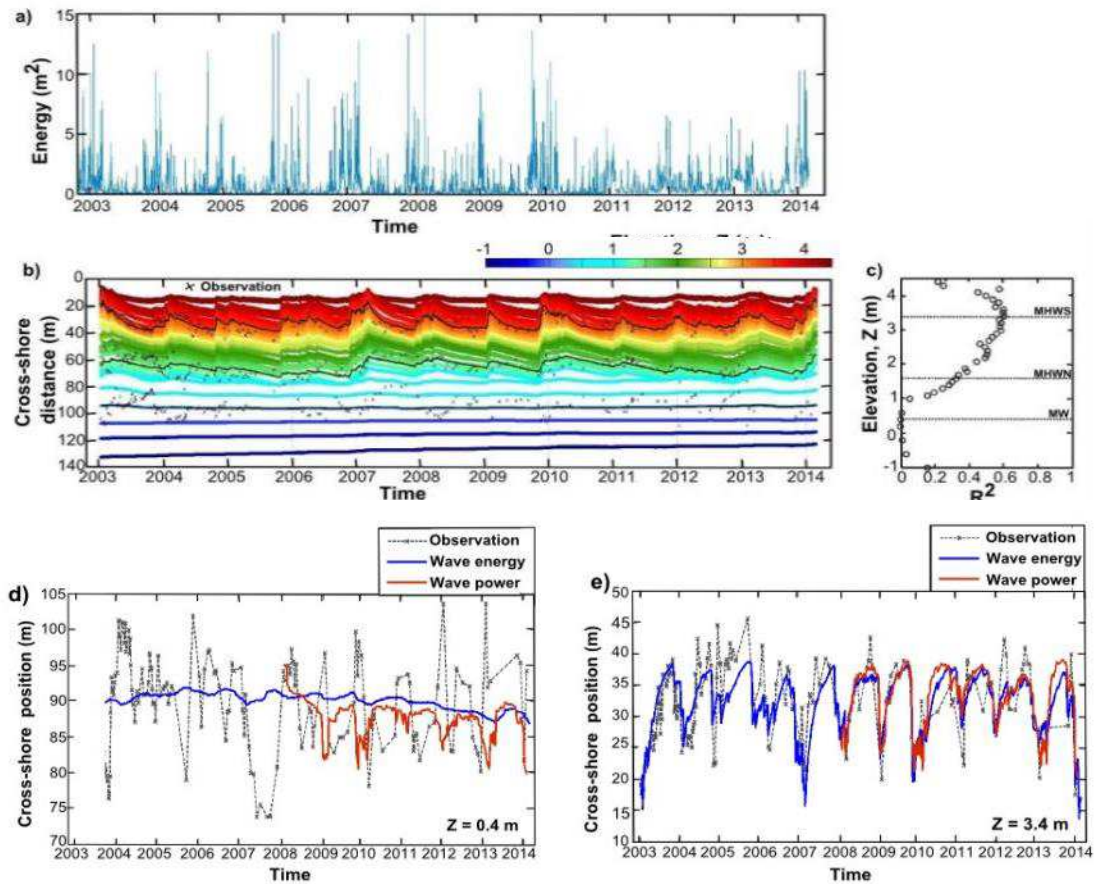 a)
Energy (m2)
15
10
5
0
2003 2004 2005 2006 2007 2008 2009 2010 2011 2012 2013 2014
Time
b)
-1 0 1 2 3 4
× Observation
Cross-shore distance (m)
0
20
40
60
80
100
120
140
2003 2004 2005 2006 2007 2008 2009 2010 2011 2012 2013 2014
Time
c)
Elevation, Z (m)
4
3
2
1
0
-1
MHWS
MHWN
MW
0 0.2 0.4 0.6 0.8 1
R2
d)
Observation
Wave energy
Wave power
Cross-shore position (m)
105
100
95
90
85
80
75
70
2003 2004 2005 2006 2007 2008 2009 2010 2011 2012 2013 2014
Z = 0.4 m
Time
e)
Observation
Wave energy
Wave power
Cross-shore position (m)
50
45
40
35
30
25
20
15
10
2003 2004 2005 2006 2007 2008 2009 2010 2011 2012 2013 2014
Z = 3.4 m
Time